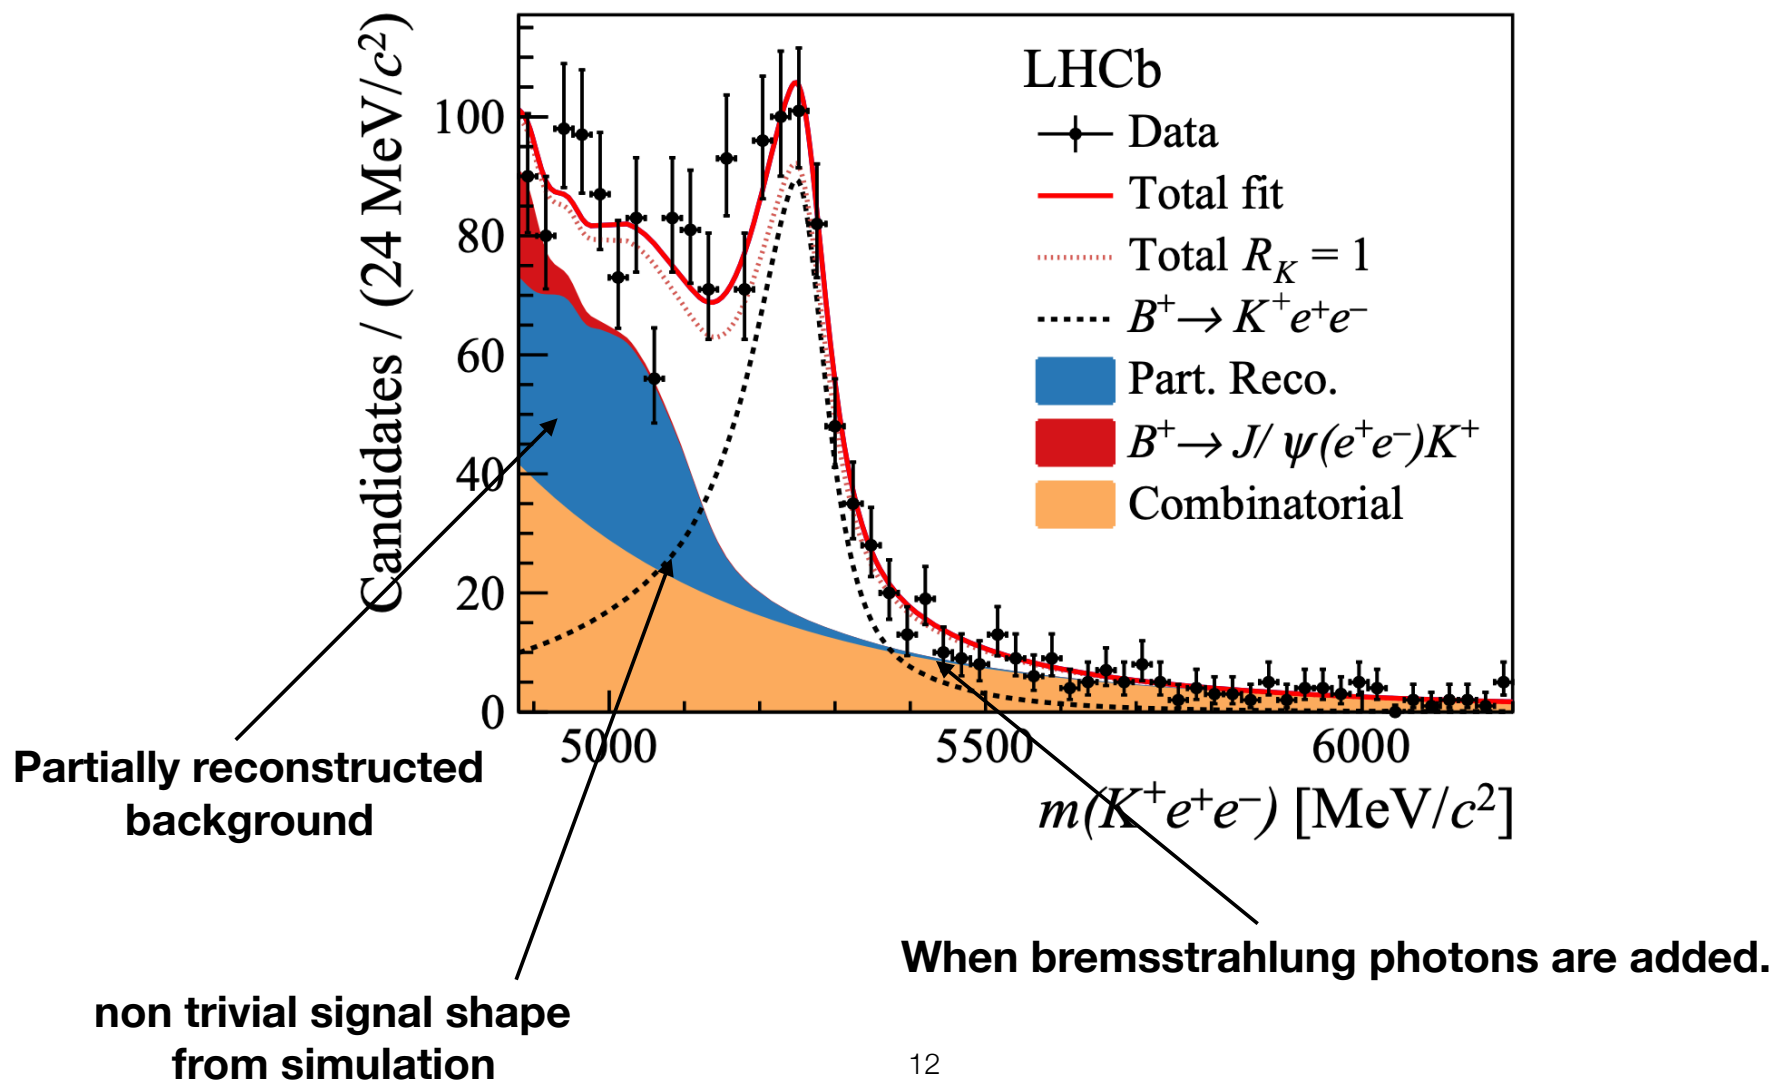 Candidates / (24 MeV/c²)
100
80
60
40
20
0
LHCb
Data
Total fit
Total R_K = 1
B⁺→ K⁺e⁺e⁻
Part. Reco.
B⁺→ J/ ψ(e⁺e⁻)K⁺
Combinatorial
5000
5500
6000
m(K⁺e⁺e⁻) [MeV/c²]
Partially reconstructed
background
When bremsstrahlung photons are added.
non trivial signal shape
from simulation
12